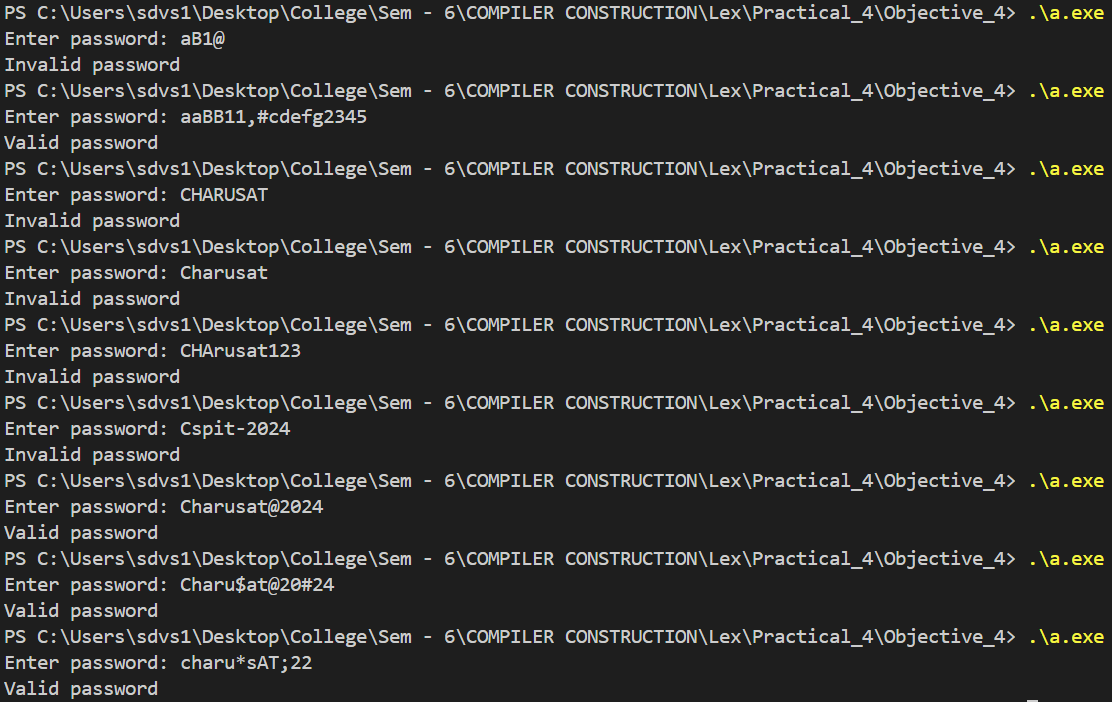 PS C:\Users\sdvs1\Desktop\College\Sem - 6\COMPILER CONSTRUCTION\Lex\Practical_4\Objective_4> .\a.exe
Enter password: aB1@
Invalid password
PS C:\Users\sdvs1\Desktop\College\Sem - 6\COMPILER CONSTRUCTION\Lex\Practical_4\Objective_4> .\a.exe
Enter password: aaBB11,#cdefg2345
Valid password
PS C:\Users\sdvs1\Desktop\College\Sem - 6\COMPILER CONSTRUCTION\Lex\Practical_4\Objective_4> .\a.exe
Enter password: CHARUSAT
Invalid password
PS C:\Users\sdvs1\Desktop\College\Sem - 6\COMPILER CONSTRUCTION\Lex\Practical_4\Objective_4> .\a.exe
Enter password: Charusat
Invalid password
PS C:\Users\sdvs1\Desktop\College\Sem - 6\COMPILER CONSTRUCTION\Lex\Practical_4\Objective_4> .\a.exe
Enter password: CHArusat123
Invalid password
PS C:\Users\sdvs1\Desktop\College\Sem - 6\COMPILER CONSTRUCTION\Lex\Practical_4\Objective_4> .\a.exe
Enter password: Cspit-2024
Invalid password
PS C:\Users\sdvs1\Desktop\College\Sem - 6\COMPILER CONSTRUCTION\Lex\Practical_4\Objective_4> .\a.exe
Enter password: Charusat@2024
Valid password
PS C:\Users\sdvs1\Desktop\College\Sem - 6\COMPILER CONSTRUCTION\Lex\Practical_4\Objective_4> .\a.exe
Enter password: Charu$at@20#24
Valid password
PS C:\Users\sdvs1\Desktop\College\Sem - 6\COMPILER CONSTRUCTION\Lex\Practical_4\Objective_4> .\a.exe
Enter password: charu*sAT;22
Valid password